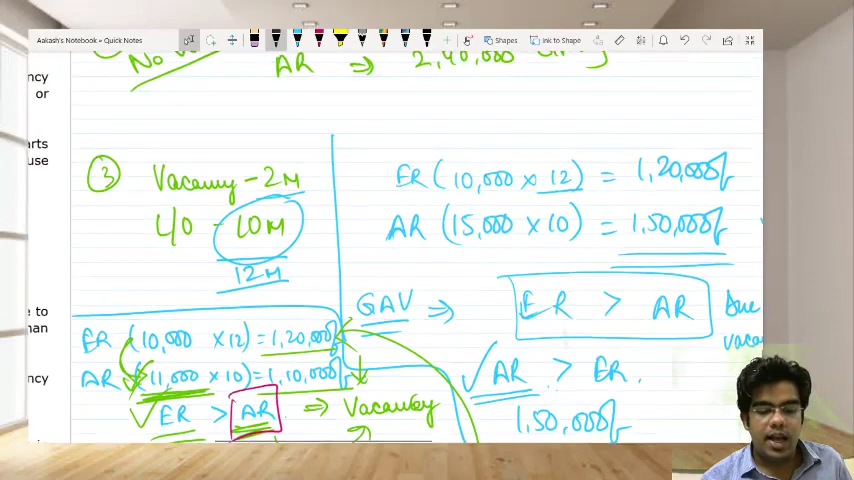 Aakash's Notebook » Quick Notes
Shapes
Ink to Shape
ncy
or
arts
use
e to
han
ency
No
AR ⇒ 2,40,000
③ Vacancy - 2M
L/O - 10M
12M
ER (10,000 × 12) = 1,20,000/-
AR (11,000 × 10) = 1,10,000/-
✓ ER > AR ⇒ Vacancy
ER (10,000 × 12) = 1,20,000/-
AR (15,000 × 10) = 1,50,000/-
GAV ⇒ ER > AR Due
vaca
✓ AR > ER.
1,50,000/-